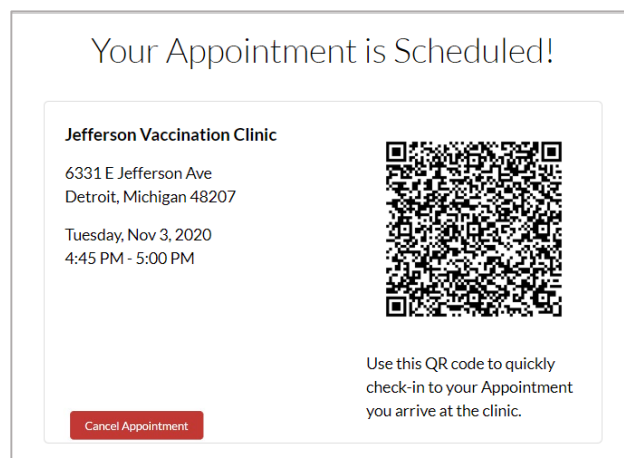 Your Appointment is Scheduled!
Jefferson Vaccination Clinic
6331 E Jefferson Ave
Detroit, Michigan 48207
Tuesday, Nov 3, 2020
4:45 PM - 5:00 PM
Cancel Appointment
Use this QR code to quickly
check-in to your Appointment
you arrive at the clinic.